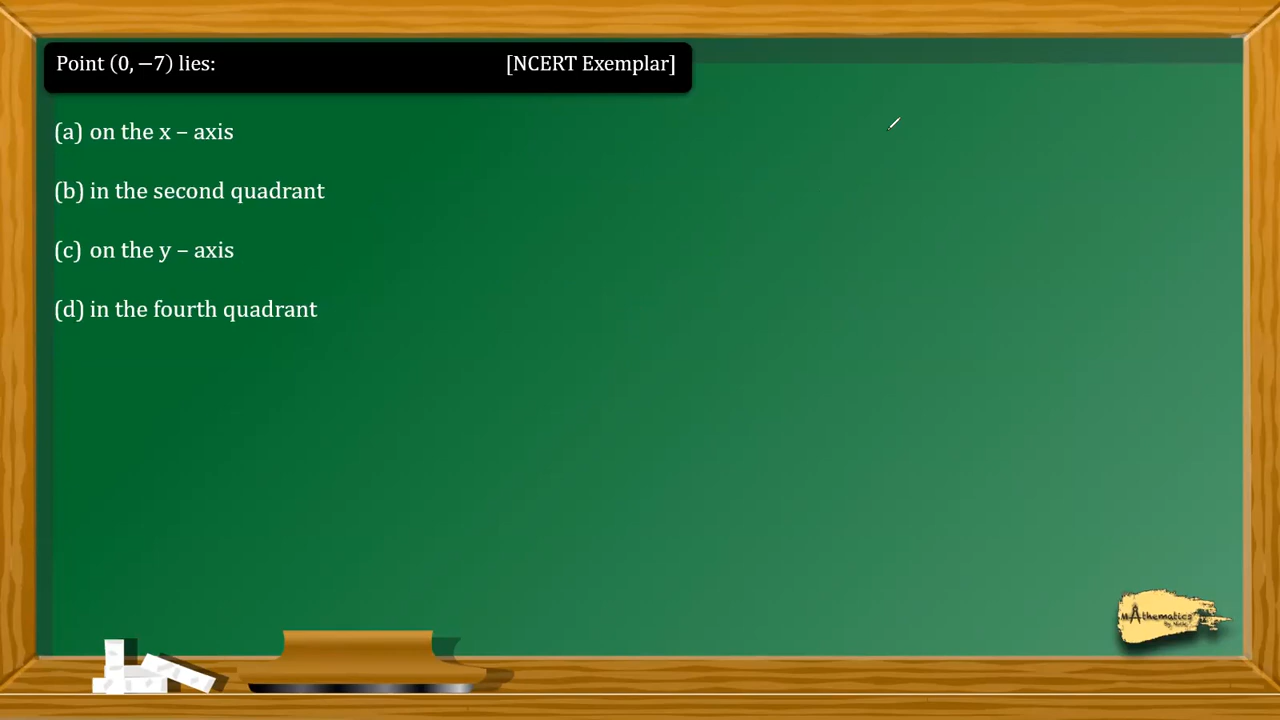 Point (0, −7) lies: [NCERT Exemplar]
(a) on the x – axis
(b) in the second quadrant
(c) on the y – axis
(d) in the fourth quadrant
mAthematics